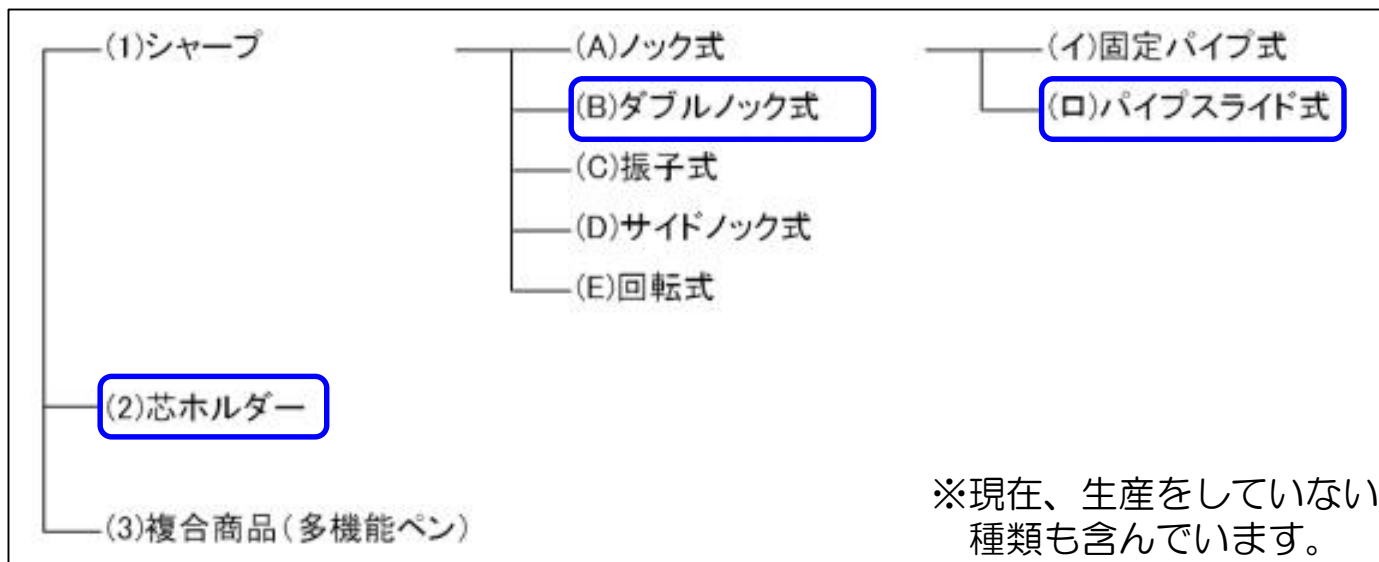 (1)シャープ
(A)ノック式
(イ)固定パイプ式
(B)ダブルノック式
(ロ)パイプスライド式
(C)振子式
(D)サイドノック式
(E)回転式
(2)芯ホルダー
(3)複合商品(多機能ペン)
※現在、生産をしていない
種類も含んでいます。